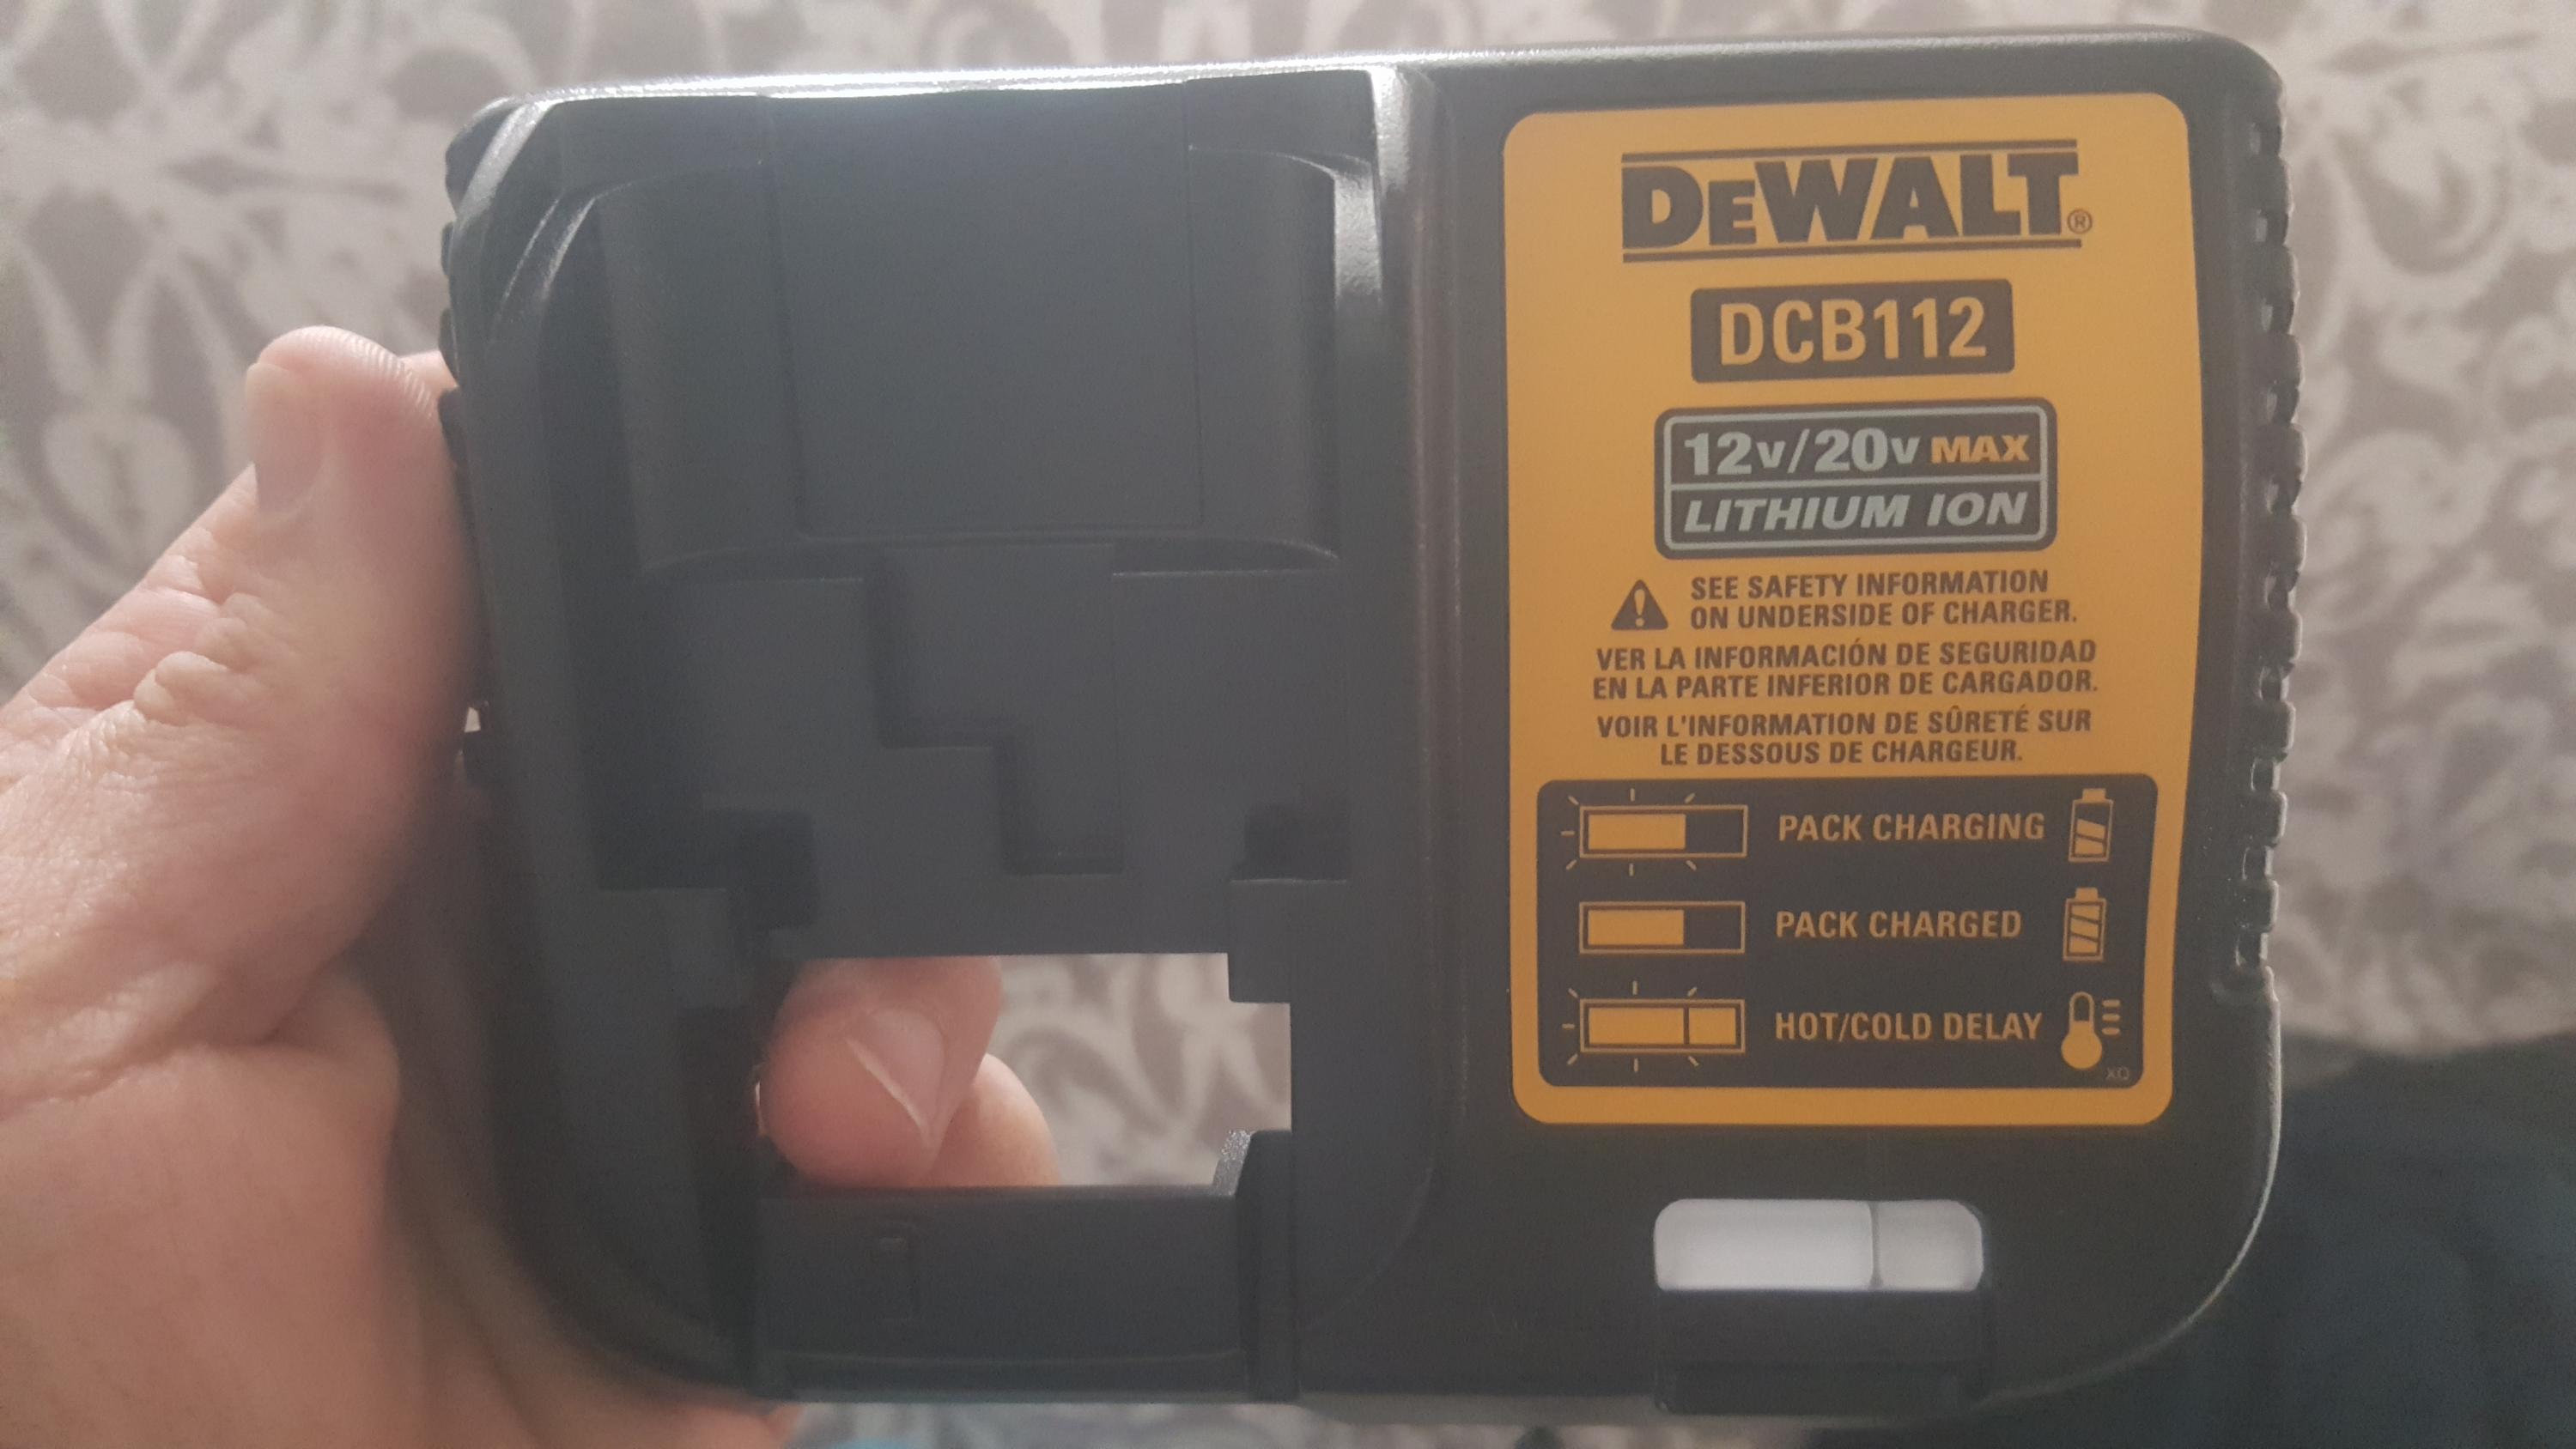 DEWALT®
DCB112
12V/20V MAX
LITHIUM ION
SEE SAFETY INFORMATION
ON UNDERSIDE OF CHARGER.
VER LA INFORMACIÓN DE SEGURIDAD
EN LA PARTE INFERIOR DE CARGADOR.
VOIR L'INFORMATION DE SÛRETÉ SUR
LE DESSOUS DE CHARGEUR.
PACK CHARGING
PACK CHARGED
HOT/COLD DELAY
XQ